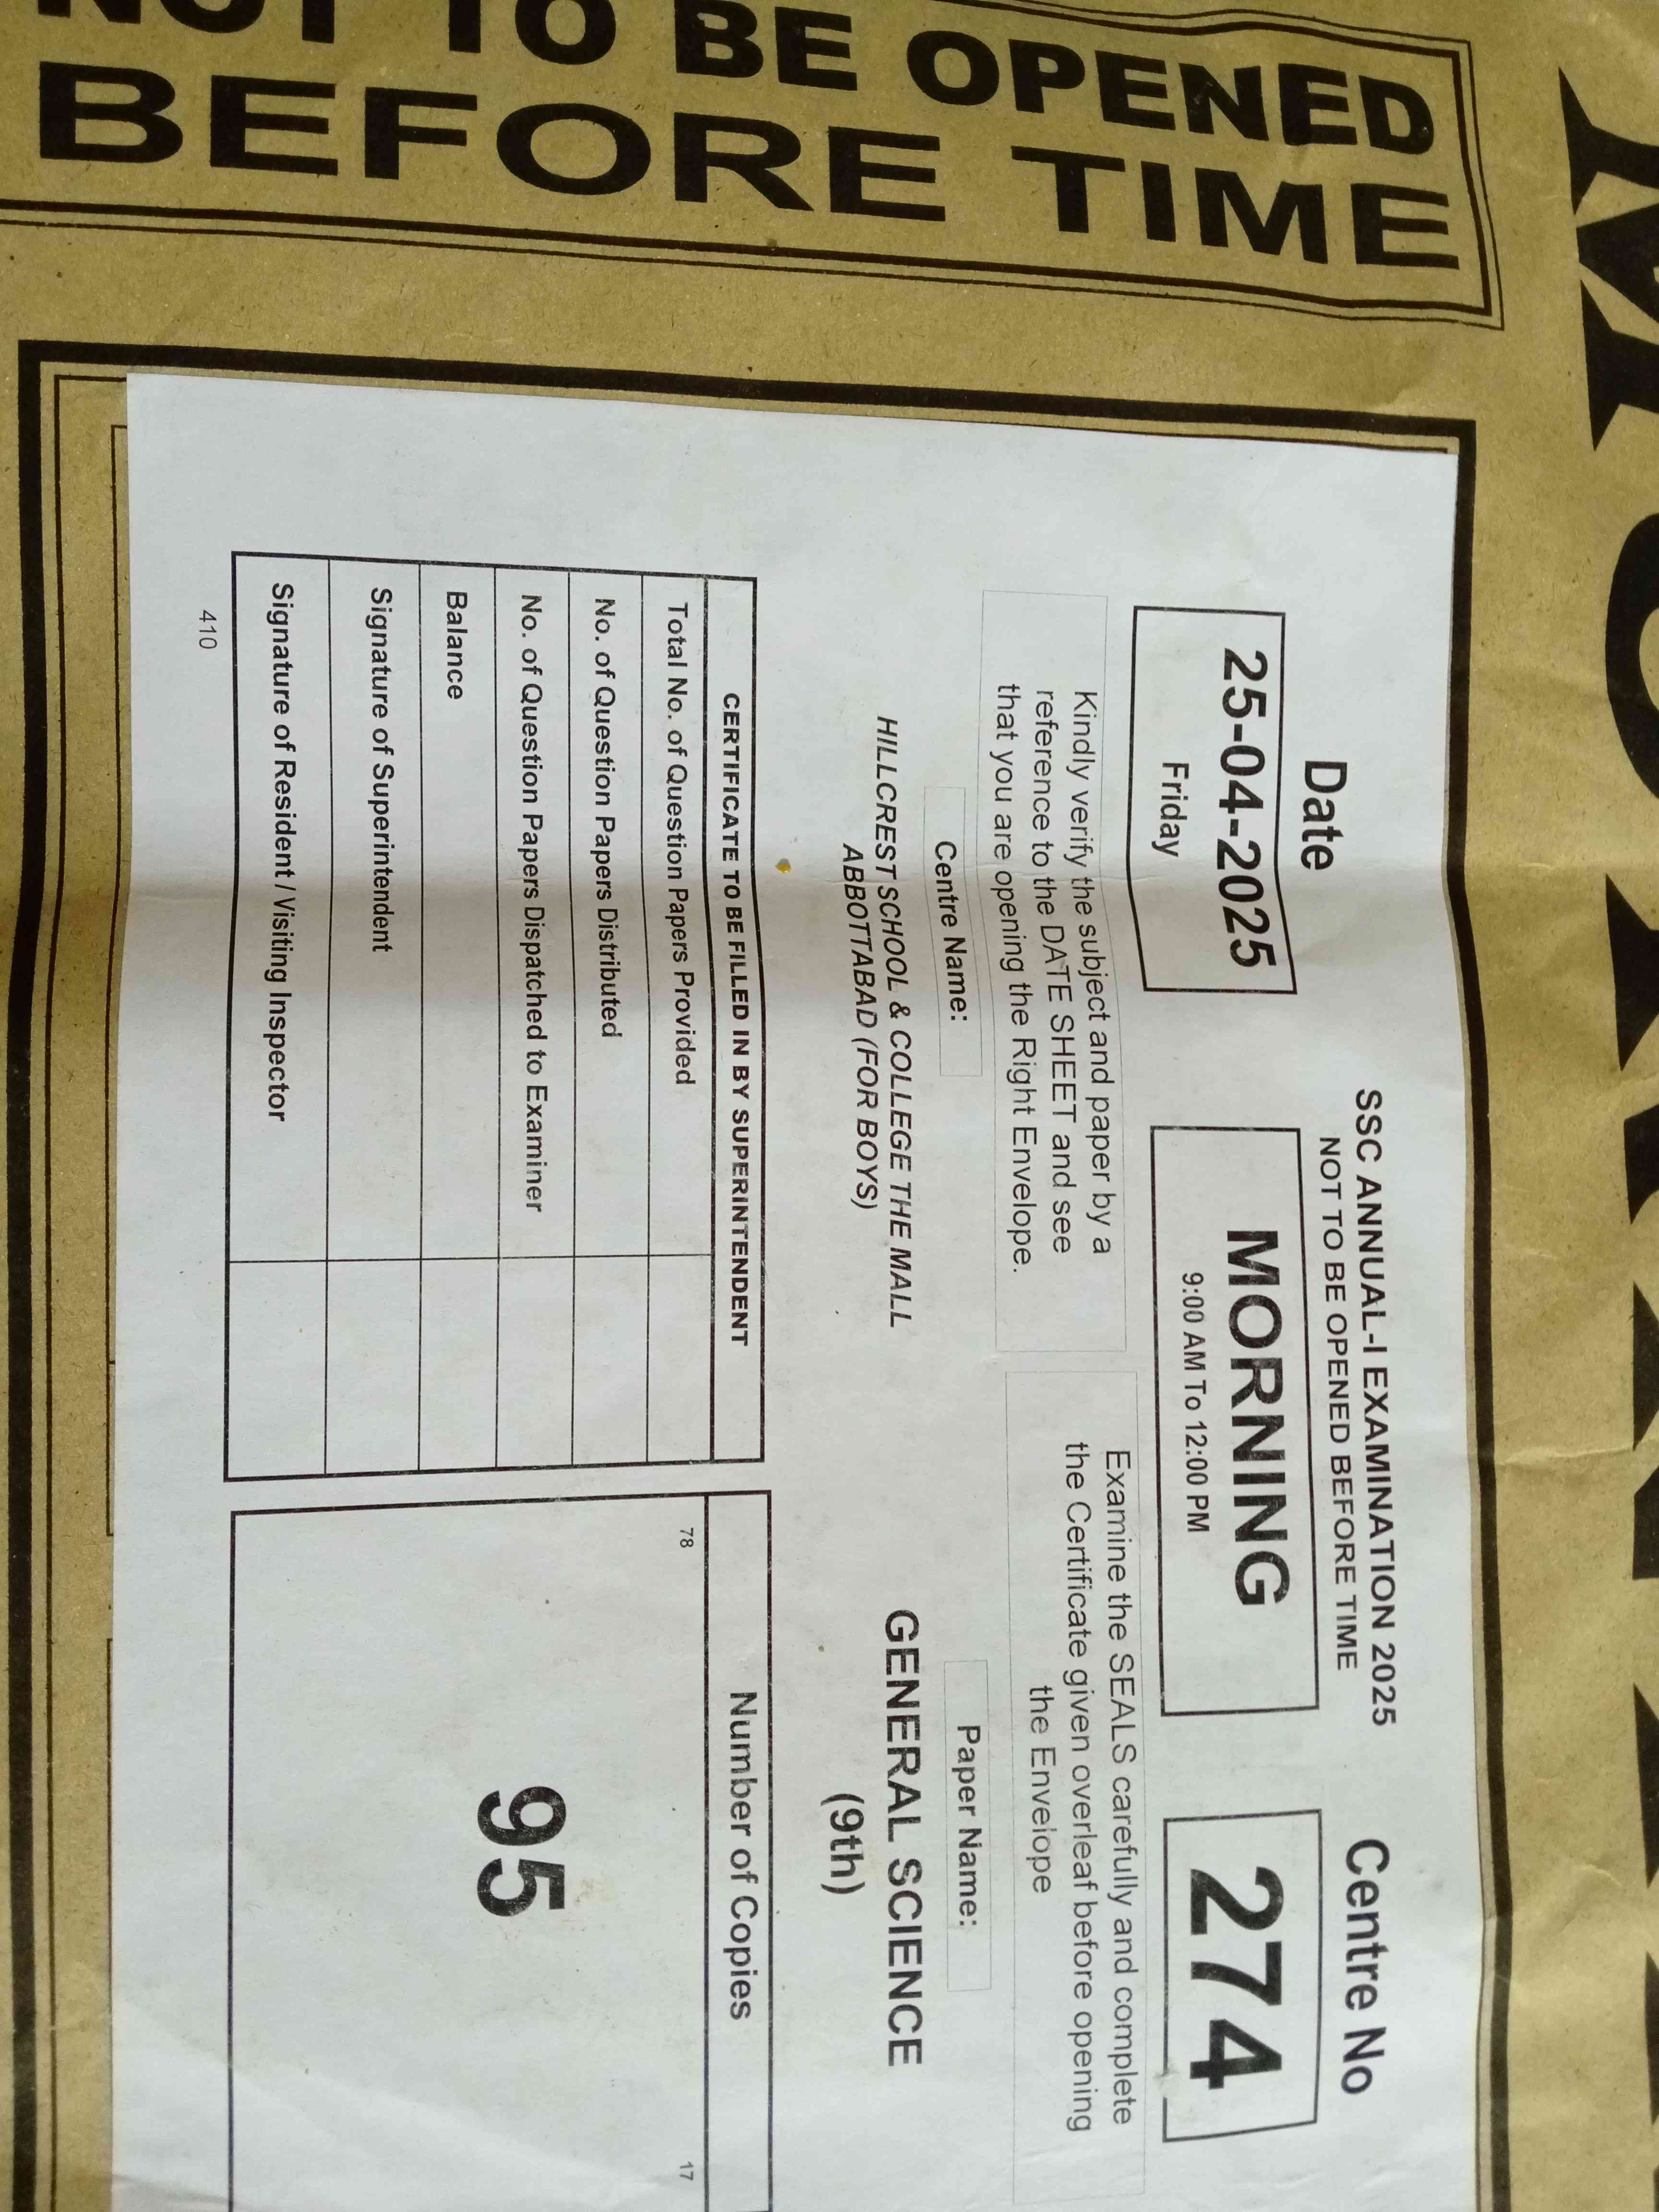 TO BE OPENED
BEFORE TIME
SSC ANNUAL-I EXAMINATION 2025
NOT TO BE OPENED BEFORE TIME
Date
25-04-2025
Friday
MORNING
9:00 AM To 12:00 PM
Centre No
274
Kindly verify the subject and paper by a
reference to the DATE SHEET and see
that you are opening the Right Envelope.
Examine the SEALS carefully and complete
the Certificate given overleaf before opening
the Envelope
Centre Name:
HILLCREST SCHOOL & COLLEGE THE MALL
ABBOTTABAD (FOR BOYS)
Paper Name:
GENERAL SCIENCE
(9th)
CERTIFICATE TO BE FILLED IN BY SUPERINTENDENT
Total No. of Question Papers Provided
No. of Question Papers Distributed
No. of Question Papers Dispatched to Examiner
Balance
Signature of Superintendent
Signature of Resident / Visiting Inspector
Number of Copies
78
17
95
410